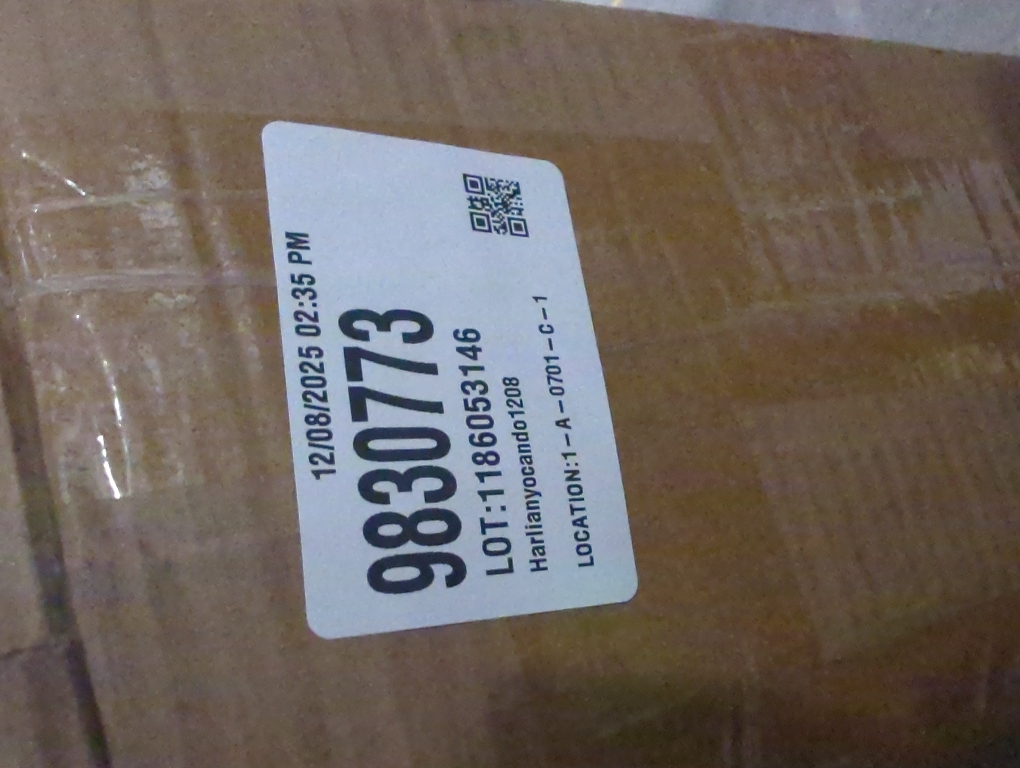 12/08/2025 02:35 PM
9830773
LOT:1186053146
Harlianyocando1208
LOCATION:1-A-0701-C-1